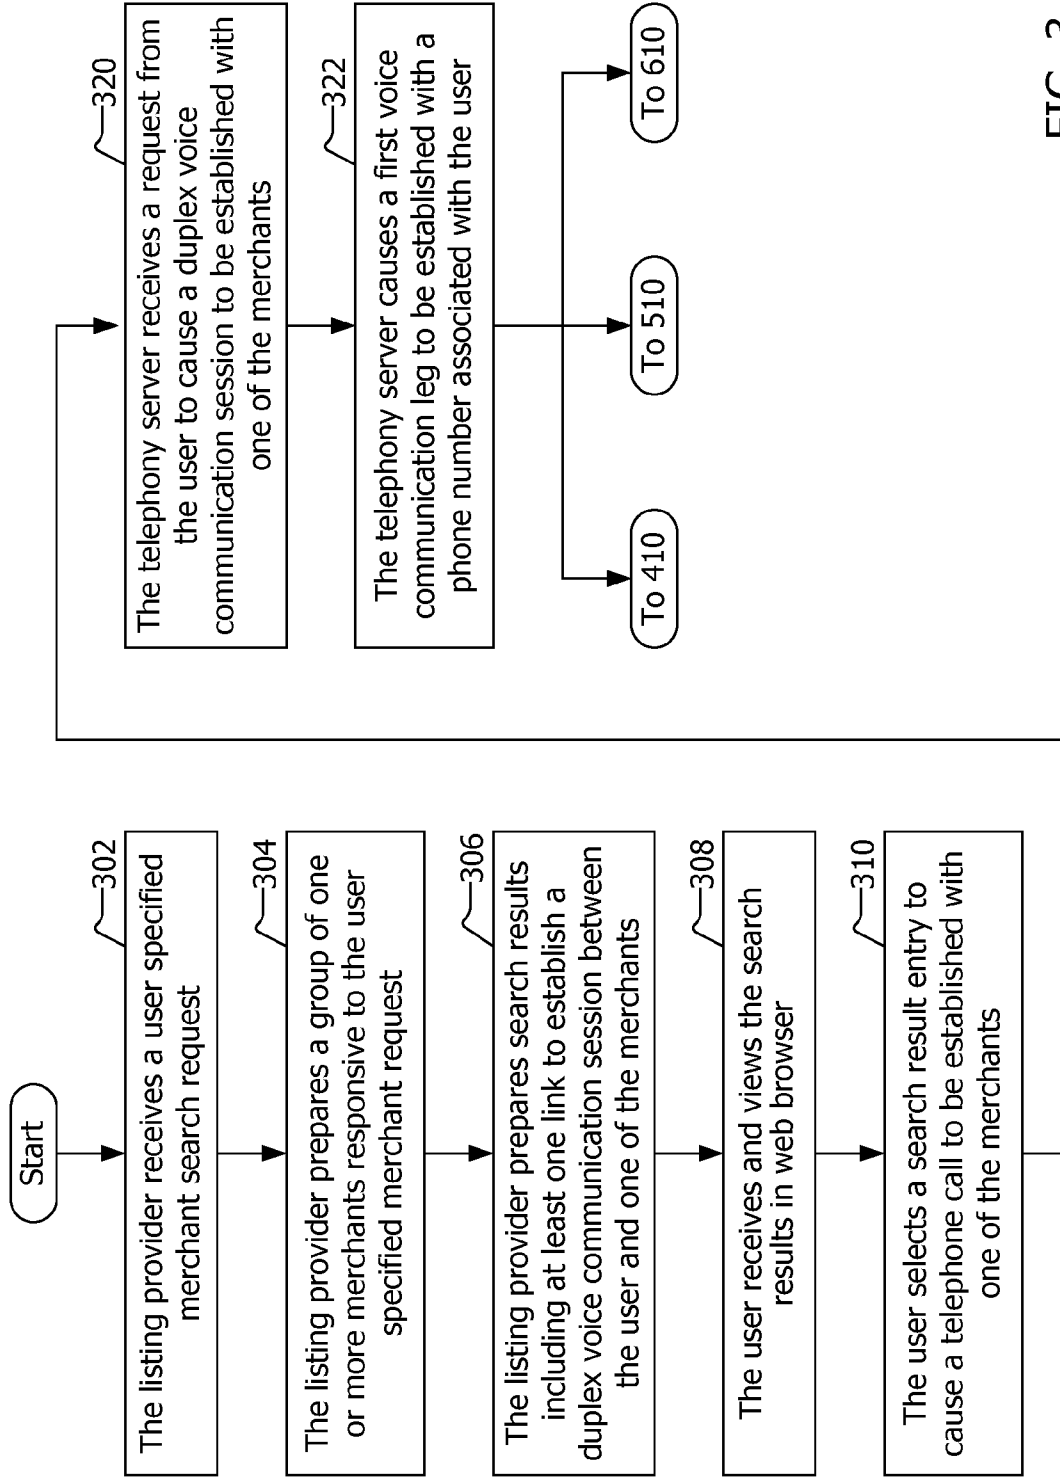 Start
302
The listing provider receives a user specified
merchant search request
304
The listing provider prepares a group of one
or more merchants responsive to the user
specified merchant request
306
The listing provider prepares search results
including at least one link to establish a
duplex voice communication session between
the user and one of the merchants
308
The user receives and views the search
results in web browser
310
The user selects a search result entry to
cause a telephone call to be established with
one of the merchants
320
The telephony server receives a request from
the user to cause a duplex voice
communication session to be established with
one of the merchants
322
The telephony server causes a first voice
communication leg to be established with a
phone number associated with the user
To 410
To 510
To 610